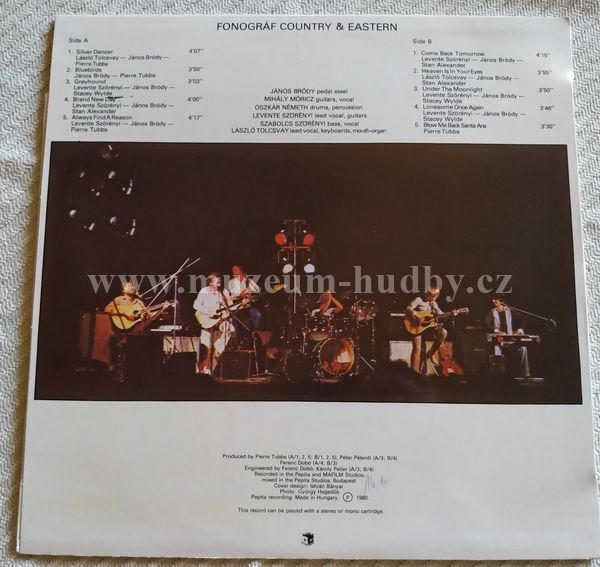 FONOGRÁF COUNTRY & EASTERN
Side A
1. Silver Dancer 4'07"
László Tolcsvay — János Bródy —
Pierre Tubbs
2. Bluebirds 3'50"
János Bródy — Pierre Tubbs
3. Greyhound 3'03"
Levente Szörényi — János Bródy —
Stacey Wylde
4. Brand New Day 4'00"
Levente Szörényi — János Bródy —
Stan Alexander
5. Always Find A Reason 4'17"
Levente Szörényi — János Bródy —
Pierre Tubbs
JÁNOS BRÓDY pedal steel
MIHÁLY MÓRICZ guitars, vocal
OSZKÁR NÉMETH drums, percussion
LEVENTE SZÖRÉNYI lead vocal, guitars
SZABOLCS SZÖRÉNYI bass, vocal
LÁSZLÓ TOLCSVAY lead vocal, keyboards, mouth-organ
Side B
1. Come Back Tomorrow 4'15"
Levente Szörényi — János Bródy —
Stan Alexander
2. Heaven Is In Your Eyes 3'55"
László Tolcsvay — János Bródy —
Pierre Tubbs
3. Under The Moonlight 3'50"
Levente Szörényi — János Bródy —
Stacey Wylde
4. Lonesome Once Again 3'46"
Levente Szörényi — János Bródy —
Stacey Wylde
5. Blow Me Back Santa Ana 3'30"
Pierre Tubbs
www.muzeum-hudby.cz
Produced by Pierre Tubbs (A/1, 2, 5; B/1, 2, 5), Péter Péterdi (A/3; B/4)
Ferenc Dobó (A/4; B/3)
Engineered by Ferenc Dobó, Károly Peller (A/3; B/4)
Recorded in the Pepita and MAFILM Studios,
mixed in the Pepita Studios, Budapest
Cover design: István Bányai
Photo: György Hegedűs
Pepita recording. Made in Hungary. Ⓟ 1980.
This record can be played with a stereo or mono cartridge.